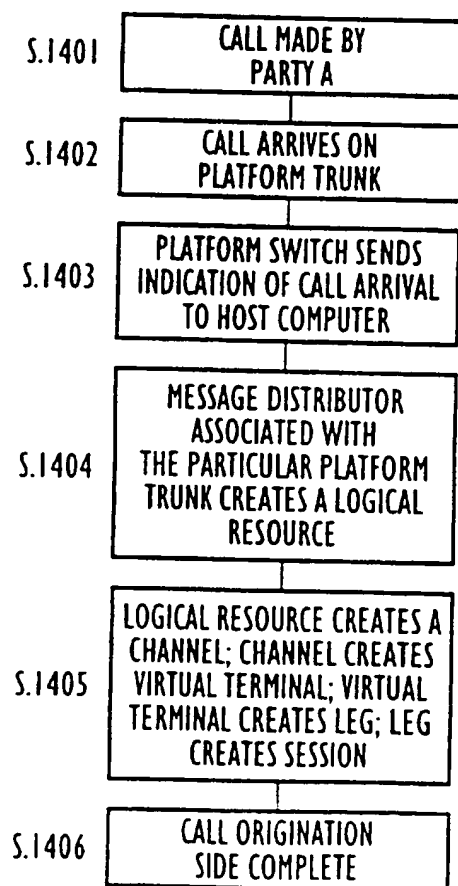 S.1401
CALL MADE BY
PARTY A
S.1402
CALL ARRIVES ON
PLATFORM TRUNK
S.1403
PLATFORM SWITCH SENDS
INDICATION OF CALL ARRIVAL
TO HOST COMPUTER
S.1404
MESSAGE DISTRIBUTOR
ASSOCIATED WITH
THE PARTICULAR PLATFORM
TRUNK CREATES A LOGICAL
RESOURCE
S.1405
LOGICAL RESOURCE CREATES A
CHANNEL; CHANNEL CREATES
VIRTUAL TERMINAL; VIRTUAL
TERMINAL CREATES LEG; LEG
CREATES SESSION
S.1406
CALL ORIGINATION
SIDE COMPLETE